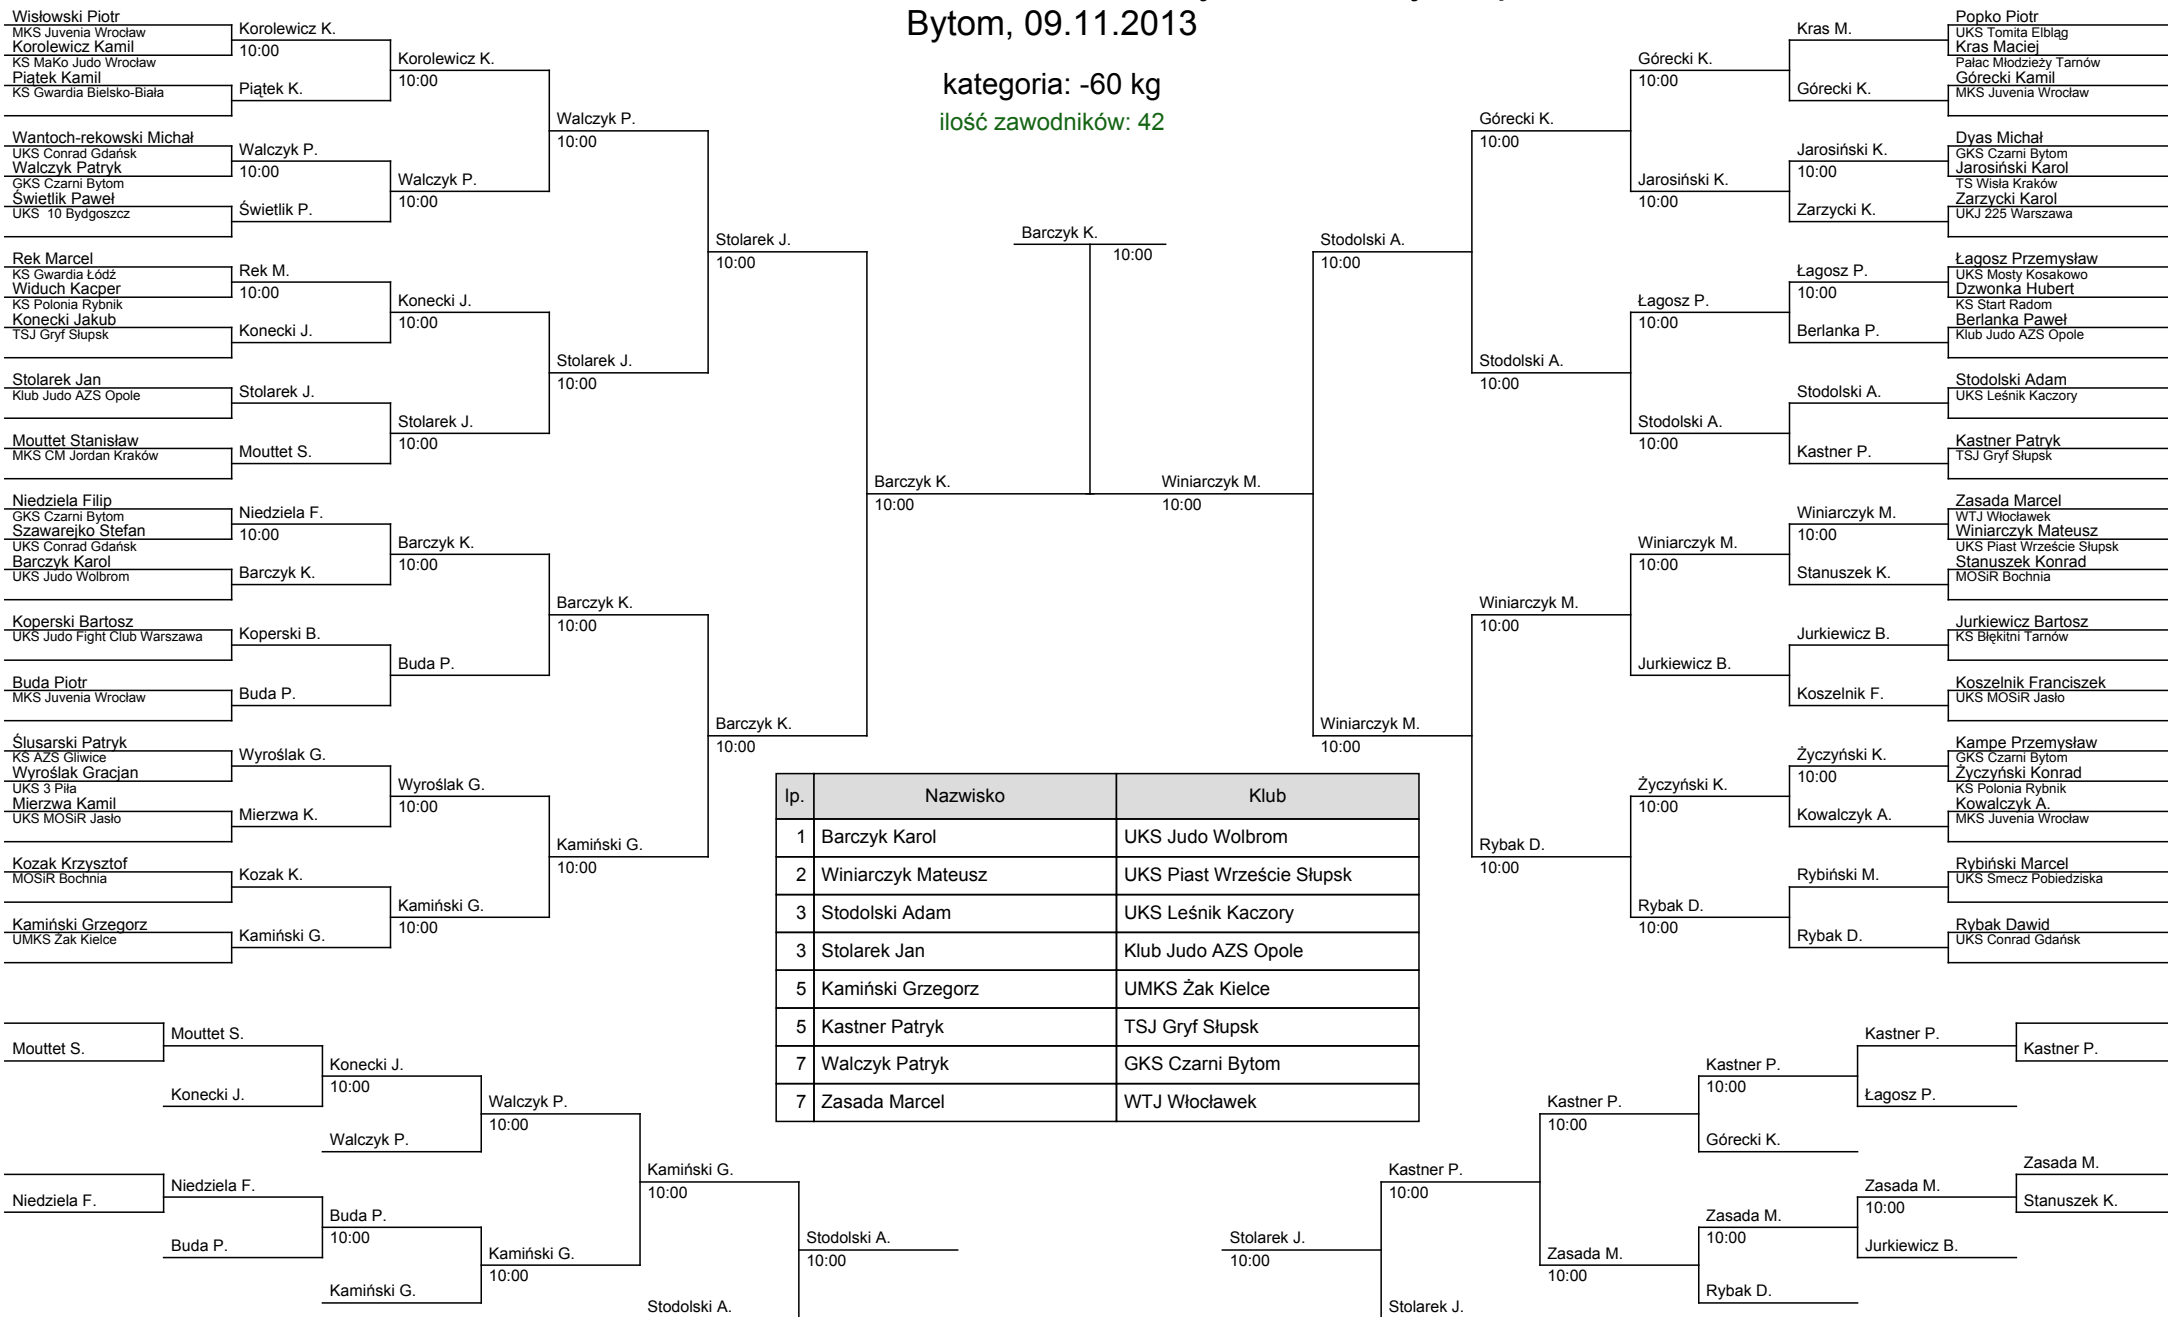 Bytom, 09.11.2013
kategoria: -60 kg
ilość zawodników: 42
Wisłowski Piotr
MKS Juvenia Wrocław
Korolewicz Kamil
KS MaKo Judo Wrocław
Piątek Kamil
KS Gwardia Bielsko-Biała
Wantoch-rekowski Michał
UKS Conrad Gdańsk
Walczyk Patryk
GKS Czarni Bytom
Świetlik Paweł
UKS 10 Bydgoszcz
Rek Marcel
KS Gwardia Łódź
Widuch Kacper
KS Polonia Rybnik
Konecki Jakub
TSJ Gryf Słupsk
Stolarek Jan
Klub Judo AZS Opole
Mouttet Stanisław
MKS CM Jordan Kraków
Niedziela Filip
GKS Czarni Bytom
Szawarejko Stefan
UKS Conrad Gdańsk
Barczyk Karol
UKS Judo Wolbrom
Koperski Bartosz
UKS Judo Fight Club Warszawa
Buda Piotr
MKS Juvenia Wrocław
Ślusarski Patryk
KS AZS Gliwice
Wyroślak Gracjan
UKS 3 Piła
Mierzwa Kamil
UKS MOSiR Jasło
Kozak Krzysztof
MOSiR Bochnia
Kamiński Grzegorz
UMKS Żak Kielce
Korolewicz K.
10:00
Piątek K.
Walczyk P.
10:00
Świetlik P.
Rek M.
10:00
Konecki J.
Stolarek J.
Mouttet S.
Niedziela F.
10:00
Barczyk K.
Koperski B.
Buda P.
Wyroślak G.
Mierzwa K.
Kozak K.
Kamiński G.
Korolewicz K.
10:00
Walczyk P.
10:00
Konecki J.
10:00
Stolarek J.
10:00
Barczyk K.
10:00
Buda P.
Wyroślak G.
10:00
Kamiński G.
10:00
Walczyk P.
10:00
Stolarek J.
10:00
Barczyk K.
10:00
Kamiński G.
10:00
Stolarek J.
10:00
Barczyk K.
10:00
Barczyk K.
10:00
Barczyk K.
10:00
Winiarczyk M.
10:00
Stodolski A.
10:00
Winiarczyk M.
10:00
Górecki K.
10:00
Stodolski A.
10:00
Winiarczyk M.
10:00
Rybak D.
10:00
Górecki K.
10:00
Jarosiński K.
10:00
Łagosz P.
10:00
Stodolski A.
10:00
Winiarczyk M.
10:00
Jurkiewicz B.
Życzyński K.
10:00
Rybak D.
10:00
Kras M.
Górecki K.
Jarosiński K.
10:00
Zarzycki K.
Łagosz P.
10:00
Berlanka P.
Stodolski A.
Kastner P.
Winiarczyk M.
10:00
Stanuszek K.
Jurkiewicz B.
Koszelnik F.
Życzyński K.
10:00
Kowalczyk A.
Rybiński M.
Rybak D.
Popko Piotr
UKS Tomita Elbląg
Kras Maciej
Pałac Młodzieży Tarnów
Górecki Kamil
MKS Juvenia Wrocław
Dyas Michał
GKS Czarni Bytom
Jarosiński Karol
TS Wisła Kraków
Zarzycki Karol
UKJ 225 Warszawa
Łagosz Przemysław
UKS Mosty Kosakowo
Dzwonka Hubert
KS Start Radom
Berlanka Paweł
Klub Judo AZS Opole
Stodolski Adam
UKS Leśnik Kaczory
Kastner Patryk
TSJ Gryf Słupsk
Zasada Marcel
WTJ Włocławek
Winiarczyk Mateusz
UKS Piast Wrzeście Słupsk
Stanuszek Konrad
MOSiR Bochnia
Jurkiewicz Bartosz
KS Błękitni Tarnów
Koszelnik Franciszek
UKS MOSiR Jasło
Kampe Przemysław
GKS Czarni Bytom
Życzyński Konrad
KS Polonia Rybnik
Kowalczyk A.
MKS Juvenia Wrocław
Rybiński Marcel
UKS Smecz Pobiedziska
Rybak Dawid
UKS Conrad Gdańsk
lp. Nazwisko Klub
1 Barczyk Karol UKS Judo Wolbrom
2 Winiarczyk Mateusz UKS Piast Wrzeście Słupsk
3 Stodolski Adam UKS Leśnik Kaczory
3 Stolarek Jan Klub Judo AZS Opole
5 Kamiński Grzegorz UMKS Żak Kielce
5 Kastner Patryk TSJ Gryf Słupsk
7 Walczyk Patryk GKS Czarni Bytom
7 Zasada Marcel WTJ Włocławek
Mouttet S.
Niedziela F.
Mouttet S.
Konecki J.
Niedziela F.
Buda P.
Konecki J.
10:00
Walczyk P.
Buda P.
10:00
Kamiński G.
Walczyk P.
10:00
Kamiński G.
10:00
Kamiński G.
10:00
Stodolski A.
Stodolski A.
10:00
Stolarek J.
10:00
Kastner P.
10:00
Stolarek J.
Kastner P.
10:00
Zasada M.
10:00
Kastner P.
10:00
Górecki K.
Zasada M.
10:00
Rybak D.
Kastner P.
Łagosz P.
Zasada M.
10:00
Jurkiewicz B.
Kastner P.
Zasada M.
Stanuszek K.